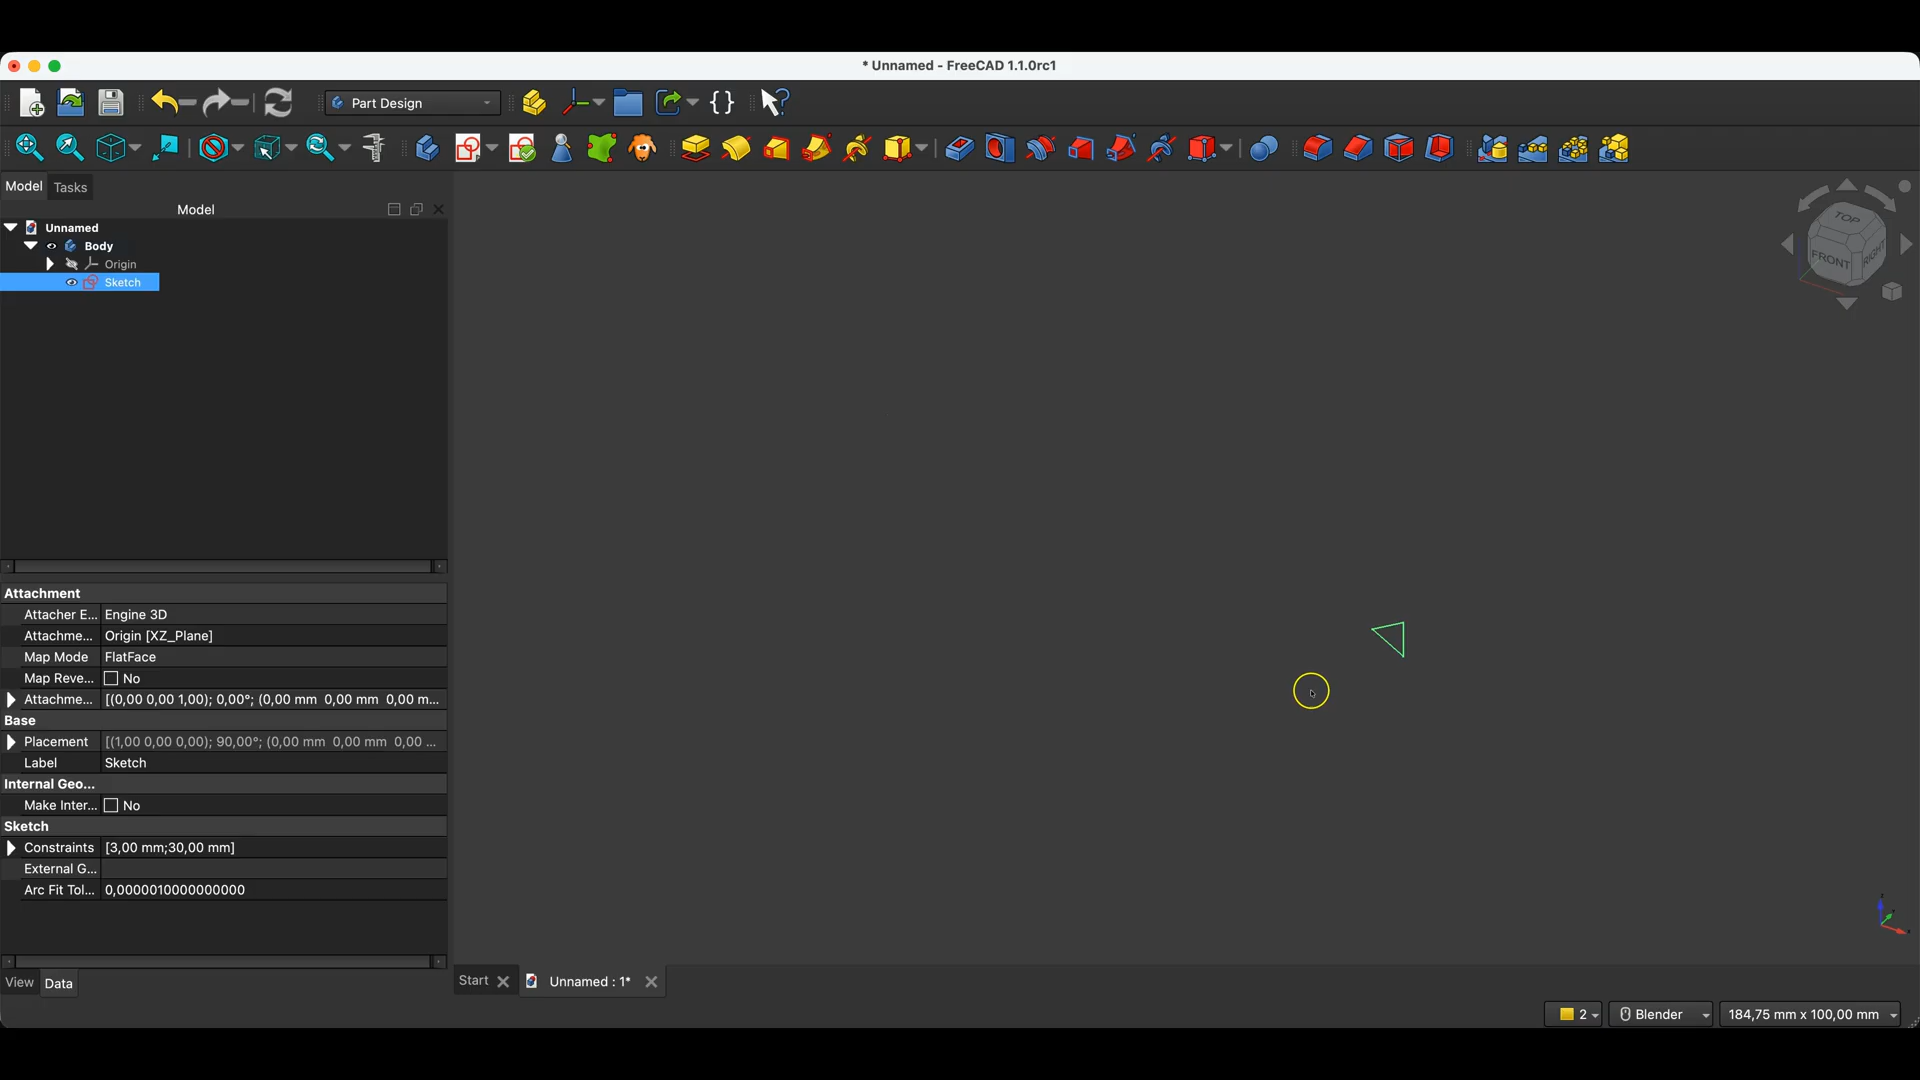 * Unnamed - FreeCAD 1.1.0rc1
Part Design
Model
Tasks
Model
Unnamed
Body
Origin
Sketch
TOP
FRONT
RIGHT
Attachment
Attacher E... Engine 3D
Attachme... Origin [XZ_Plane]
Map Mode FlatFace
Map Reve... No
Attachme... [(0,00 0,00 1,00); 0,00°; (0,00 mm 0,00 mm 0,00 m...
Base
Placement [(1,00 0,00 0,00); 90,00°; (0,00 mm 0,00 mm 0,00 ...
Label Sketch
Internal Geo...
Make Inter... No
Sketch
Constraints [3,00 mm;30,00 mm]
External G...
Arc Fit Tol... 0,0000010000000000
View
Data
Start
Unnamed : 1*
2
Blender
184,75 mm x 100,00 mm